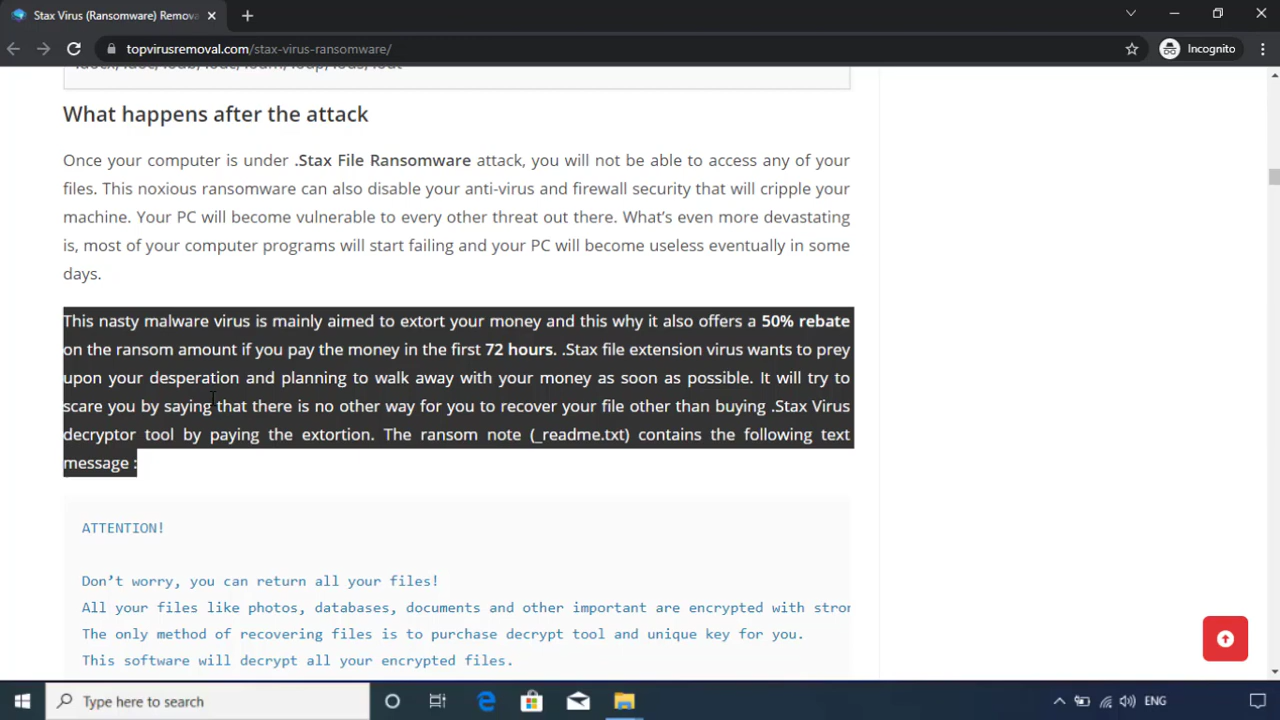 Stax Virus (Ransomware) Remova
topvirusremoval.com/stax-virus-ransomware/
Incognito
What happens after the attack
Once your computer is under .Stax File Ransomware attack, you will not be able to access any of your
files. This noxious ransomware can also disable your anti-virus and firewall security that will cripple your
machine. Your PC will become vulnerable to every other threat out there. What's even more devastating
is, most of your computer programs will start failing and your PC will become useless eventually in some
days.
This nasty malware virus is mainly aimed to extort your money and this why it also offers a 50% rebate
on the ransom amount if you pay the money in the first 72 hours. .Stax file extension virus wants to prey
upon your desperation and planning to walk away with your money as soon as possible. It will try to
scare you by saying that there is no other way for you to recover your file other than buying .Stax Virus
decryptor tool by paying the extortion. The ransom note (_readme.txt) contains the following text
message :
ATTENTION!
Don’t worry, you can return all your files!
All your files like photos, databases, documents and other important are encrypted with stron
The only method of recovering files is to purchase decrypt tool and unique key for you.
This software will decrypt all your encrypted files.
Type here to search
ENG